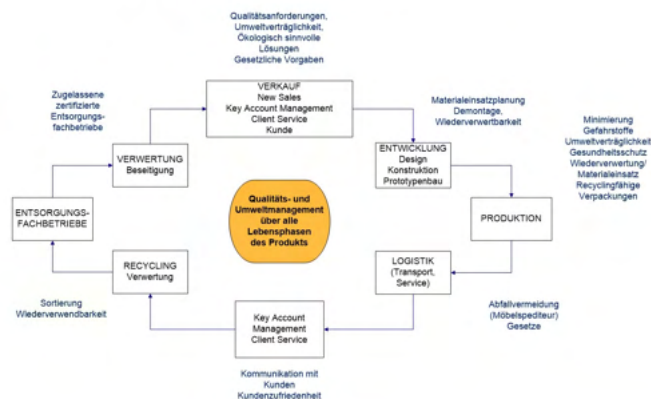 Qualitätsanforderungen,
Umweltverträglichkeit,
Ökologisch sinnvolle
Lösungen
Gesetzliche Vorgaben
Zugelassene
zertifizierte
Entsorgungs-
fachbetriebe
VERKAUF
New Sales
Key Account Management
Client Service
Kunde
Materialeinsatzplanung
Demontage,
Wiederverwertbarkeit
Minimierung
Gefahrstoffe
Umweltverträglichkeit
Gesundheitsschutz
Wiederverwertung/
Materialeinsatz
Recyclingfähige
Verpackungen
VERWERTUNG
Beseitigung
ENTWICKLUNG
Design
Konstruktion
Prototypenbau
Qualitäts- und
Umweltmanagement
über alle
Lebensphasen
des Produkts
ENTSORGUNGS-
FACHBETRIEBE
PRODUKTION
RECYCLING
Verwertung
LOGISTIK
(Transport,
Service)
Sortierung
Wiederverwendbarkeit
Key Account
Management
Client Service
Abfallvermeidung
(Möbelspediteur)
Gesetze
Kommunikation mit
Kunden
Kundenzufriedenheit